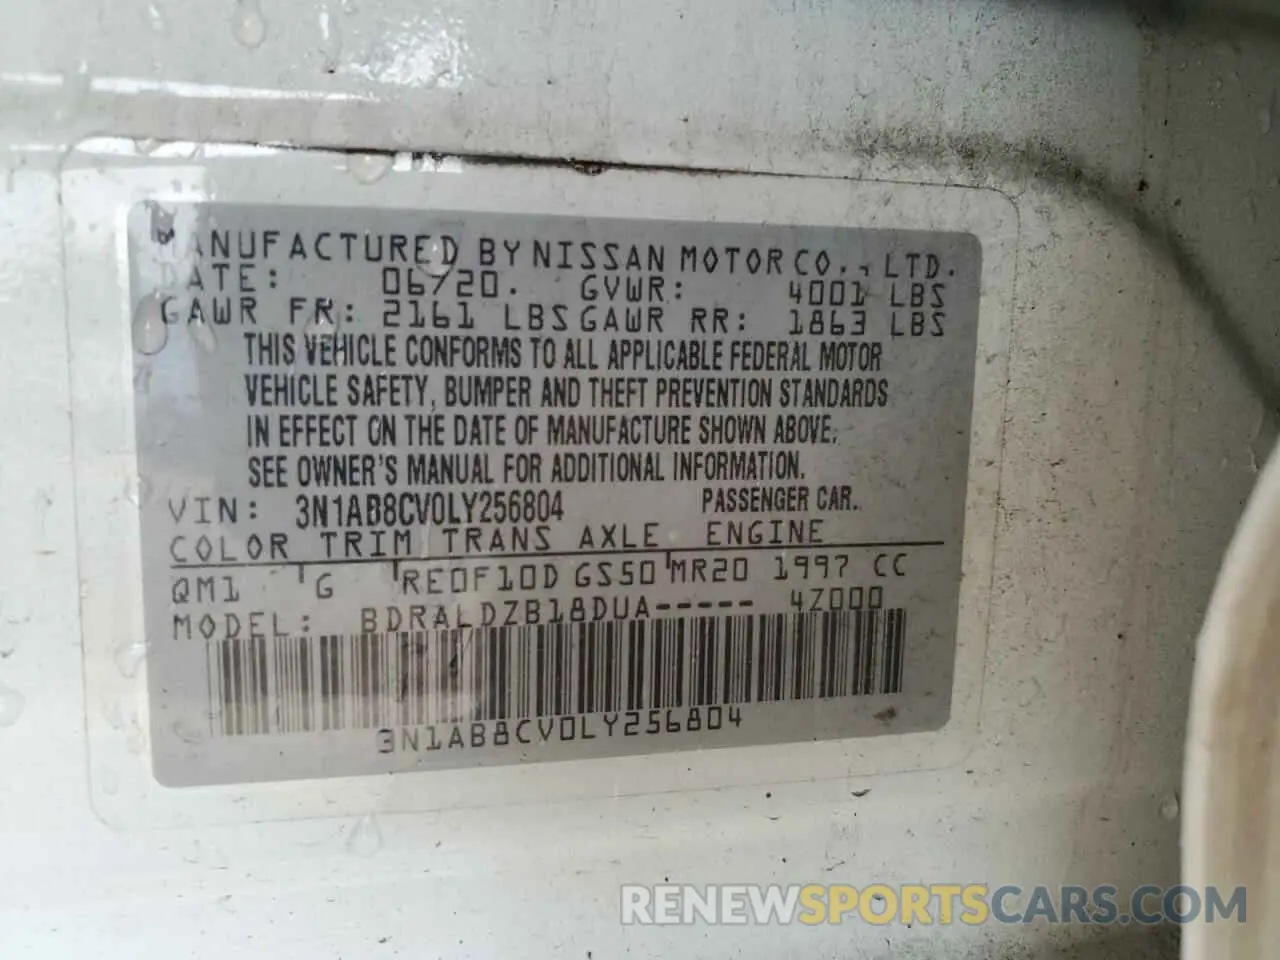 MANUFACTURED BY NISSAN MOTOR CO., LTD.
DATE: 06/20. GVWR: 4001 LBS
GAWR FR: 2161 LBS GAWR RR: 1863 LBS
THIS VEHICLE CONFORMS TO ALL APPLICABLE FEDERAL MOTOR
VEHICLE SAFETY, BUMPER AND THEFT PREVENTION STANDARDS
IN EFFECT ON THE DATE OF MANUFACTURE SHOWN ABOVE.
SEE OWNER'S MANUAL FOR ADDITIONAL INFORMATION.
VIN: 3N1AB8CV0LY256804 PASSENGER CAR.
COLOR TRIM TRANS AXLE ENGINE
QM1 G RE0F10D GS50 MR20 1997 CC
MODEL: BDRALDZB18DUA----- 4Z000
3N1AB8CV0LY256804
RENEWSPORTSCARS.COM